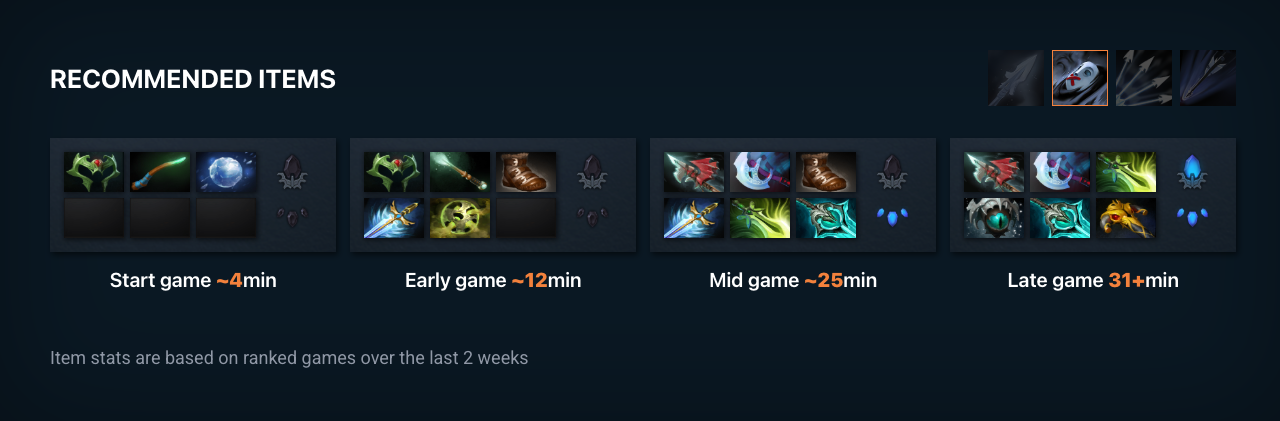 RECOMMENDED ITEMS
Start game ~4min
Early game ~12min
Mid game ~25min
Late game 31+min
Item stats are based on ranked games over the last 2 weeks